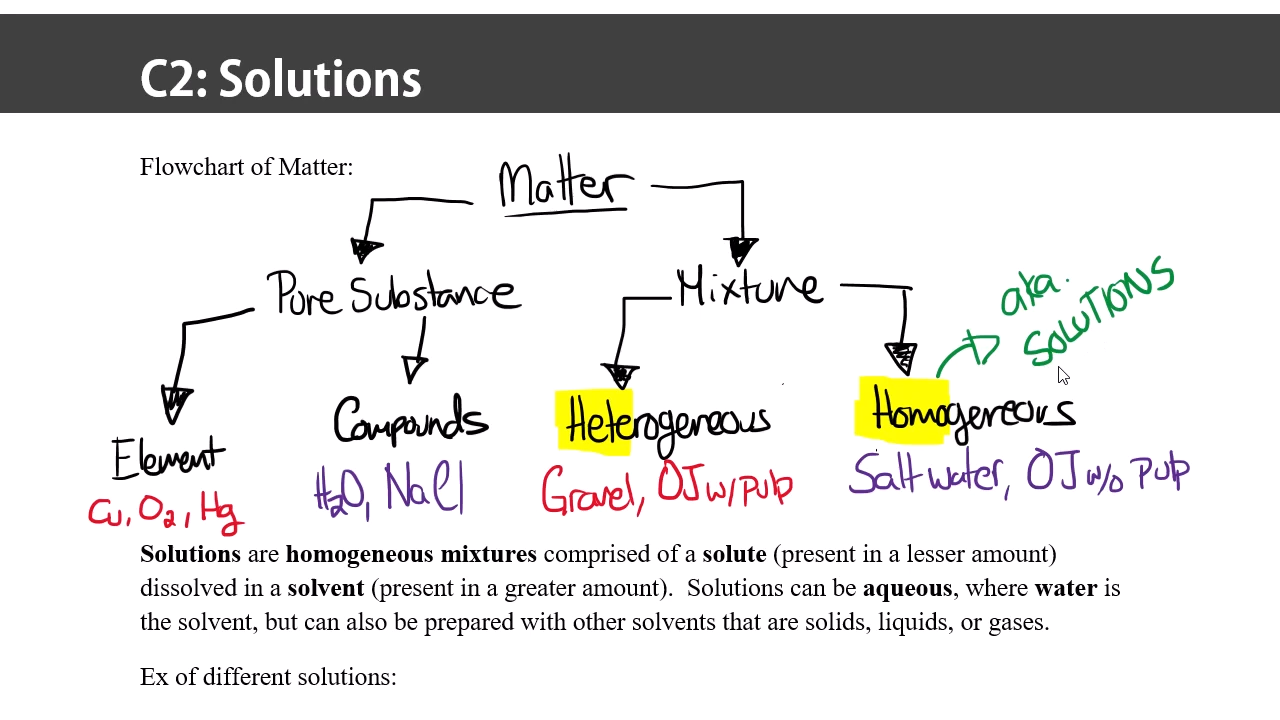 C2: Solutions
Flowchart of Matter:
Matter
Pure Substance
Mixture
aka.
SOLUTIONS
Element
Compounds
Heterogeneous
Homogeneous
Cu, O2, Hg
H2O, NaCl
Gravel, OJ w/ pulp
Salt water, OJ w/o pulp
Solutions are homogeneous mixtures comprised of a solute (present in a lesser amount)
dissolved in a solvent (present in a greater amount). Solutions can be aqueous, where water is
the solvent, but can also be prepared with other solvents that are solids, liquids, or gases.
Ex of different solutions: